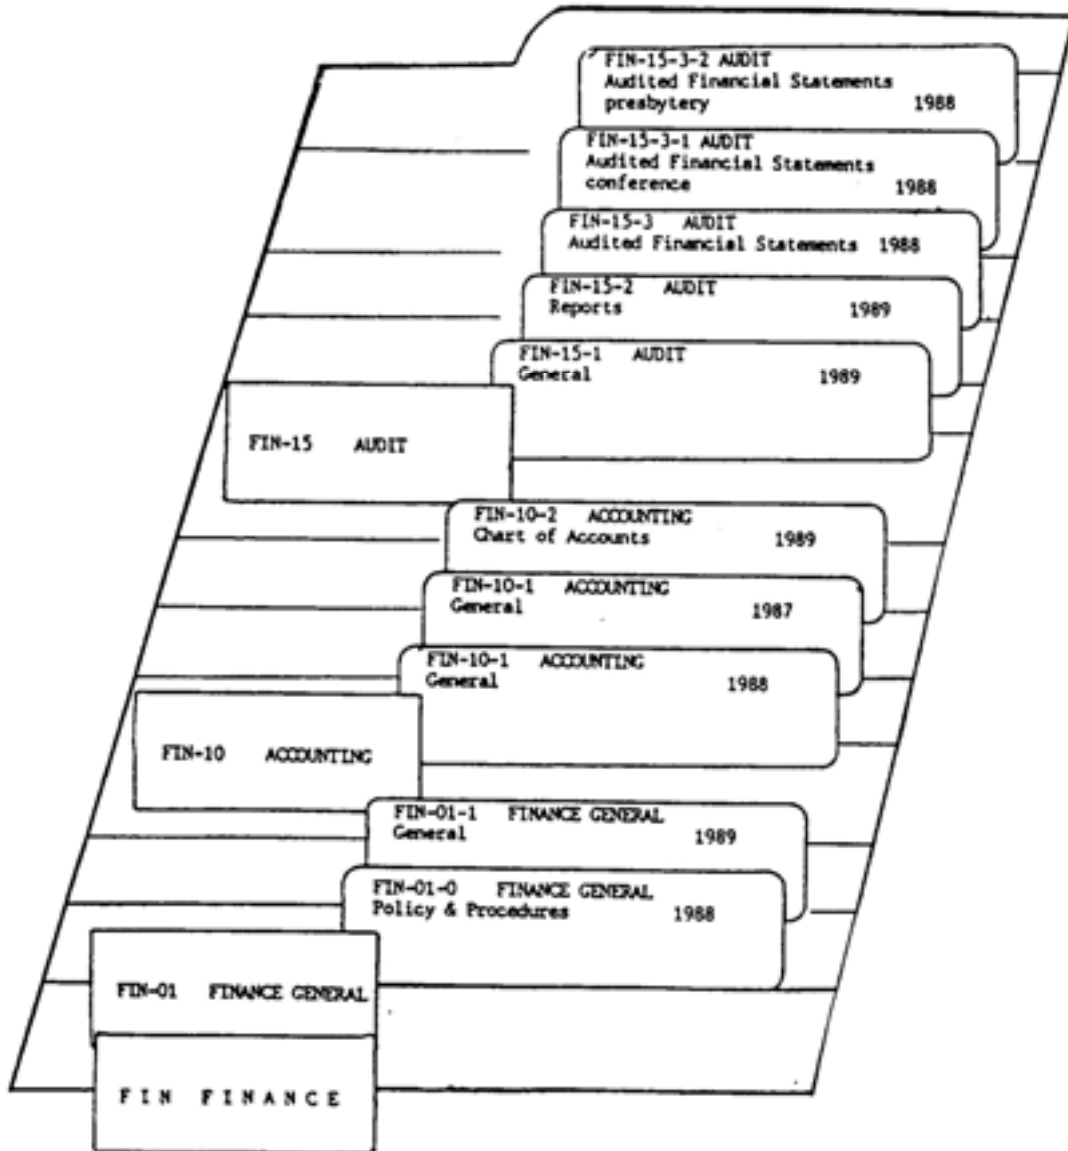 FIN-15-3-2 AUDIT
Audited Financial Statements
presbytery 1988
FIN-15-3-1 AUDIT
Audited Financial Statements
conference 1988
FIN-15-3 AUDIT
Audited Financial Statements 1988
FIN-15-2 AUDIT
Reports 1989
FIN-15-1 AUDIT
General 1989
FIN-15 AUDIT
FIN-10-2 ACCOUNTING
Chart of Accounts 1989
FIN-10-1 ACCOUNTING
General 1987
FIN-10-1 ACCOUNTING
General 1988
FIN-10 ACCOUNTING
FIN-01-1 FINANCE GENERAL
General 1989
FIN-01-0 FINANCE GENERAL
Policy & Procedures 1988
FIN-01 FINANCE GENERAL
FIN FINANCE